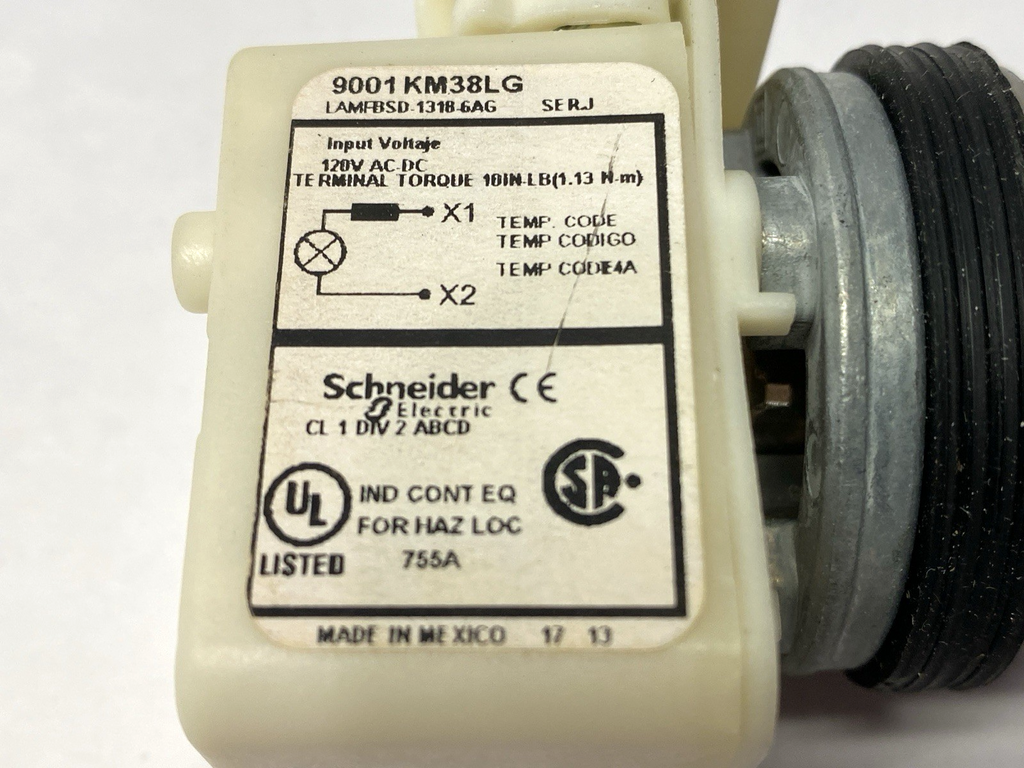 9001 KM38LG
LAMFBSD-1318-6AG SER.J
Input Voltaje
120V AC-DC
TERMINAL TORQUE 10IN-LB(1.13 N-m)
X1
TEMP. CODE
TEMP CODIGO
TEMP CODE4A
X2
Schneider CE
Electric
CL 1 DIV 2 ABCD
UL
IND CONT EQ
FOR HAZ LOC
LISTED 755A
SA
MADE IN MEXICO 17 13